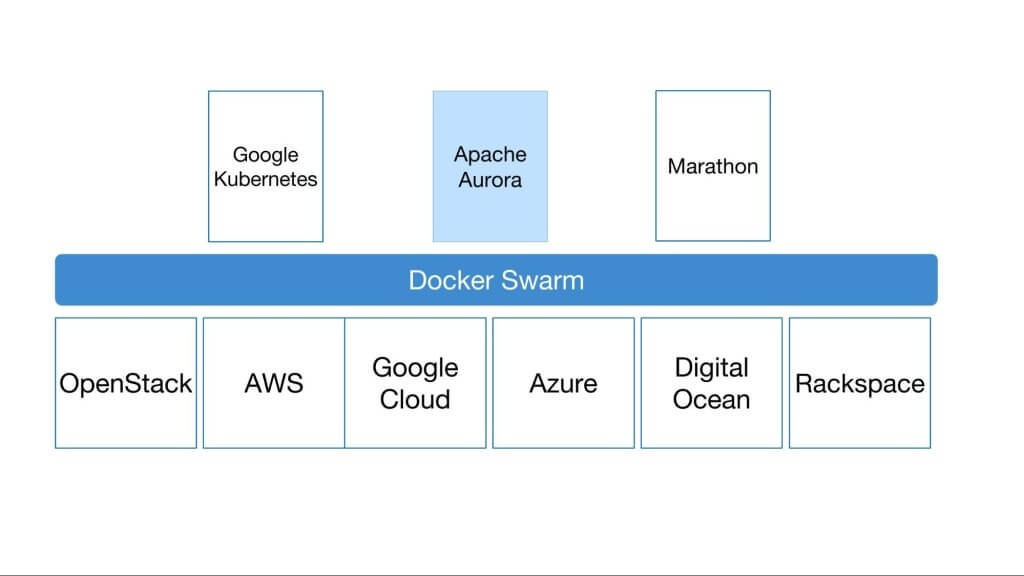 Google
Kubernetes
Apache
Aurora
Marathon
Docker Swarm
OpenStack
AWS
Google
Cloud
Azure
Digital
Ocean
Rackspace